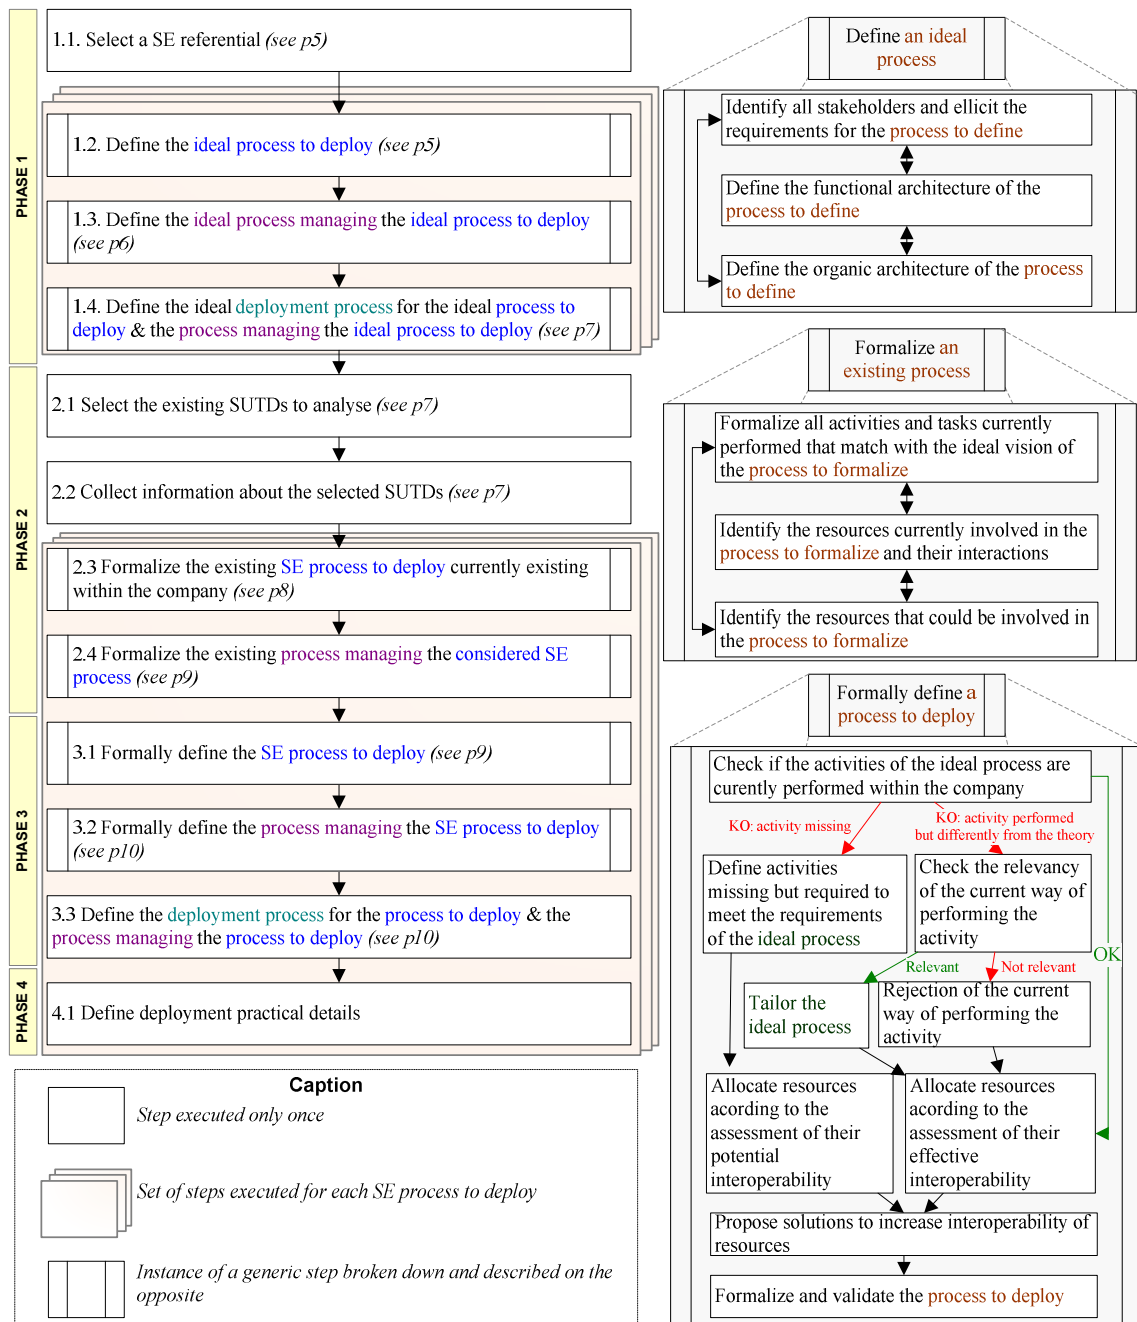 PHASE 1
1.1. Select a SE referential (see p5)
1.2. Define the ideal process to deploy (see p5)
1.3. Define the ideal process managing the ideal process to deploy
(see p6)
1.4. Define the ideal deployment process for the ideal process to
deploy & the process managing the ideal process to deploy (see p7)
PHASE 2
2.1 Select the existing SUTDs to analyse (see p7)
2.2 Collect information about the selected SUTDs (see p7)
2.3 Formalize the existing SE process to deploy currently existing
within the company (see p8)
2.4 Formalize the existing process managing the considered SE
process (see p9)
PHASE 3
3.1 Formally define the SE process to deploy (see p9)
3.2 Formally define the process managing the SE process to deploy
(see p10)
3.3 Define the deployment process for the process to deploy & the
process managing the process to deploy (see p10)
PHASE 4
4.1 Define deployment practical details
Caption
Step executed only once
Set of steps executed for each SE process to deploy
Instance of a generic step broken down and described on the
opposite
Define an ideal
process
Identify all stakeholders and ellicit the
requirements for the process to define
Define the functional architecture of the
process to define
Define the organic architecture of the process
to define
Formalize an
existing process
Formalize all activities and tasks currently
performed that match with the ideal vision of
the process to formalize
Identify the resources currently involved in the
process to formalize and their interactions
Identify the resources that could be involved in
the process to formalize
Formally define a
process to deploy
Check if the activities of the ideal process are
curently performed within the company
KO: activity missing
KO: activity performed
but differently from the theory
Define activities
missing but required to
meet the requirements
of the ideal process
Check the relevancy
of the current way of
performing the
activity
OK
Relevant
Not relevant
Tailor the
ideal process
Rejection of the current
way of performing the
activity
Allocate resources
acording to the
assessment of their
potential
interoperability
Allocate resources
acording to the
assessment of their
effective
interoperability
Propose solutions to increase interoperability of
resources
Formalize and validate the process to deploy